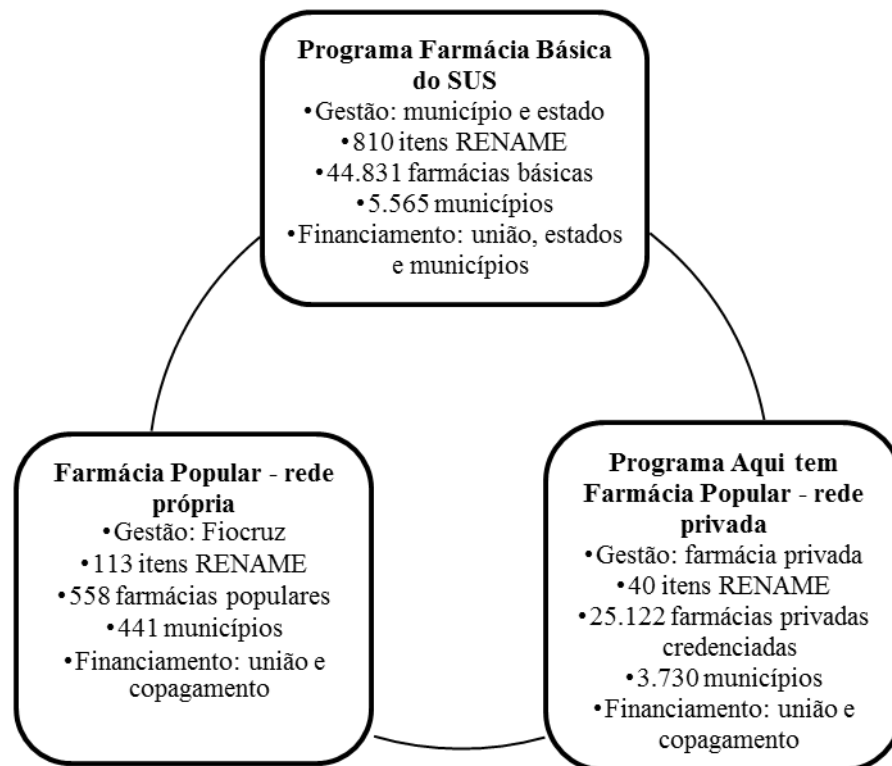 Programa Farmácia Básica
do SUS
•Gestão: município e estado
•810 itens RENAME
•44.831 farmácias básicas
•5.565 municípios
•Financiamento: união, estados
e municípios
Farmácia Popular - rede
própria
•Gestão: Fiocruz
•113 itens RENAME
•558 farmácias populares
•441 municípios
•Financiamento: união e
copagamento
Programa Aqui tem
Farmácia Popular - rede
privada
•Gestão: farmácia privada
•40 itens RENAME
•25.122 farmácias privadas
credenciadas
•3.730 municípios
•Financiamento: união e
copagamento